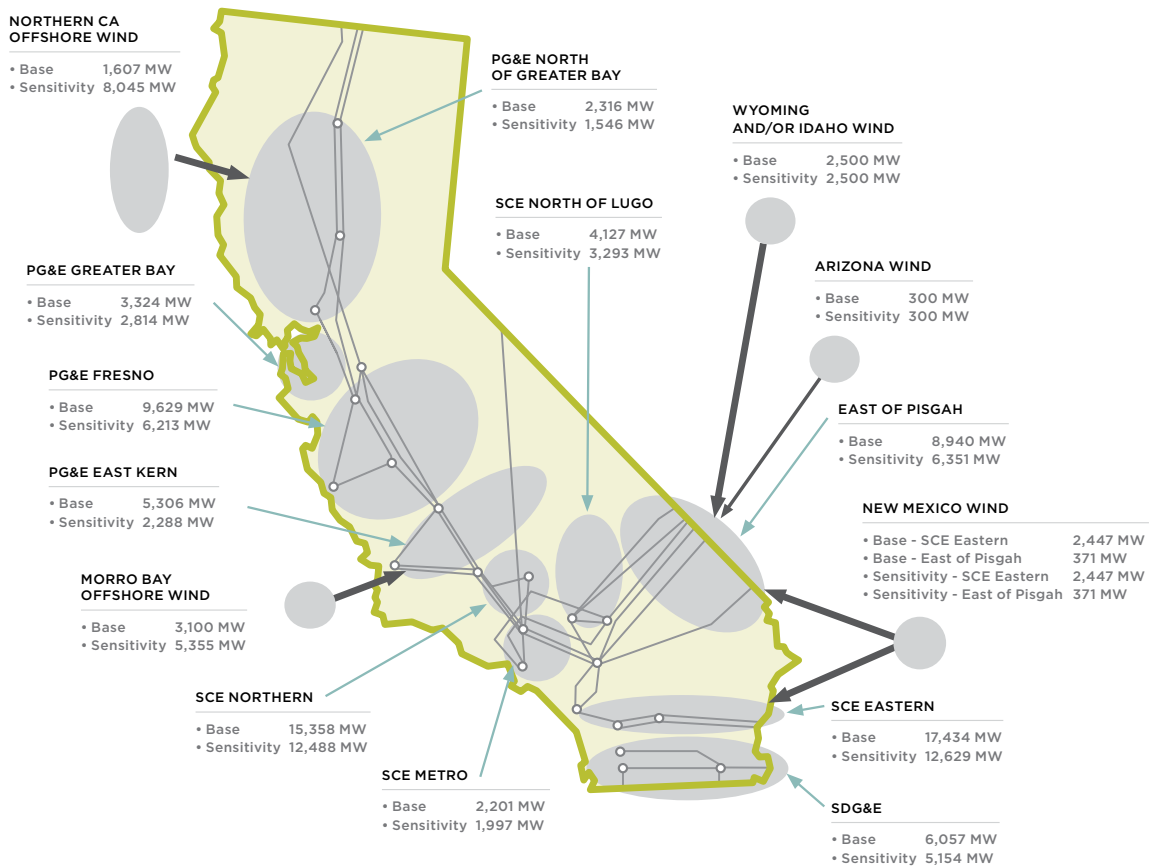 NORTHERN CA
OFFSHORE WIND
• Base 1,607 MW
• Sensitivity 8,045 MW
PG&E NORTH
OF GREATER BAY
• Base 2,316 MW
• Sensitivity 1,546 MW
WYOMING
AND/OR IDAHO WIND
• Base 2,500 MW
• Sensitivity 2,500 MW
SCE NORTH OF LUGO
• Base 4,127 MW
• Sensitivity 3,293 MW
PG&E GREATER BAY
• Base 3,324 MW
• Sensitivity 2,814 MW
ARIZONA WIND
• Base 300 MW
• Sensitivity 300 MW
PG&E FRESNO
• Base 9,629 MW
• Sensitivity 6,213 MW
EAST OF PISGAH
• Base 8,940 MW
• Sensitivity 6,351 MW
PG&E EAST KERN
• Base 5,306 MW
• Sensitivity 2,288 MW
NEW MEXICO WIND
• Base - SCE Eastern 2,447 MW
• Base - East of Pisgah 371 MW
• Sensitivity - SCE Eastern 2,447 MW
• Sensitivity - East of Pisgah 371 MW
MORRO BAY
OFFSHORE WIND
• Base 3,100 MW
• Sensitivity 5,355 MW
SCE NORTHERN
• Base 15,358 MW
• Sensitivity 12,488 MW
SCE EASTERN
• Base 17,434 MW
• Sensitivity 12,629 MW
SCE METRO
• Base 2,201 MW
• Sensitivity 1,997 MW
SDG&E
• Base 6,057 MW
• Sensitivity 5,154 MW